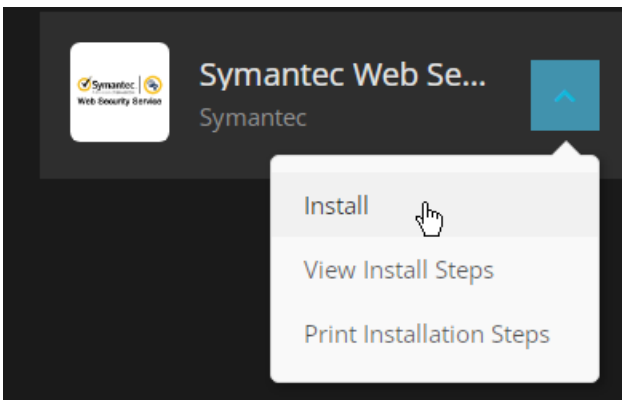 Symantec
Web Security Service
Symantec Web Se...
Symantec
Install
View Install Steps
Print Installation Steps